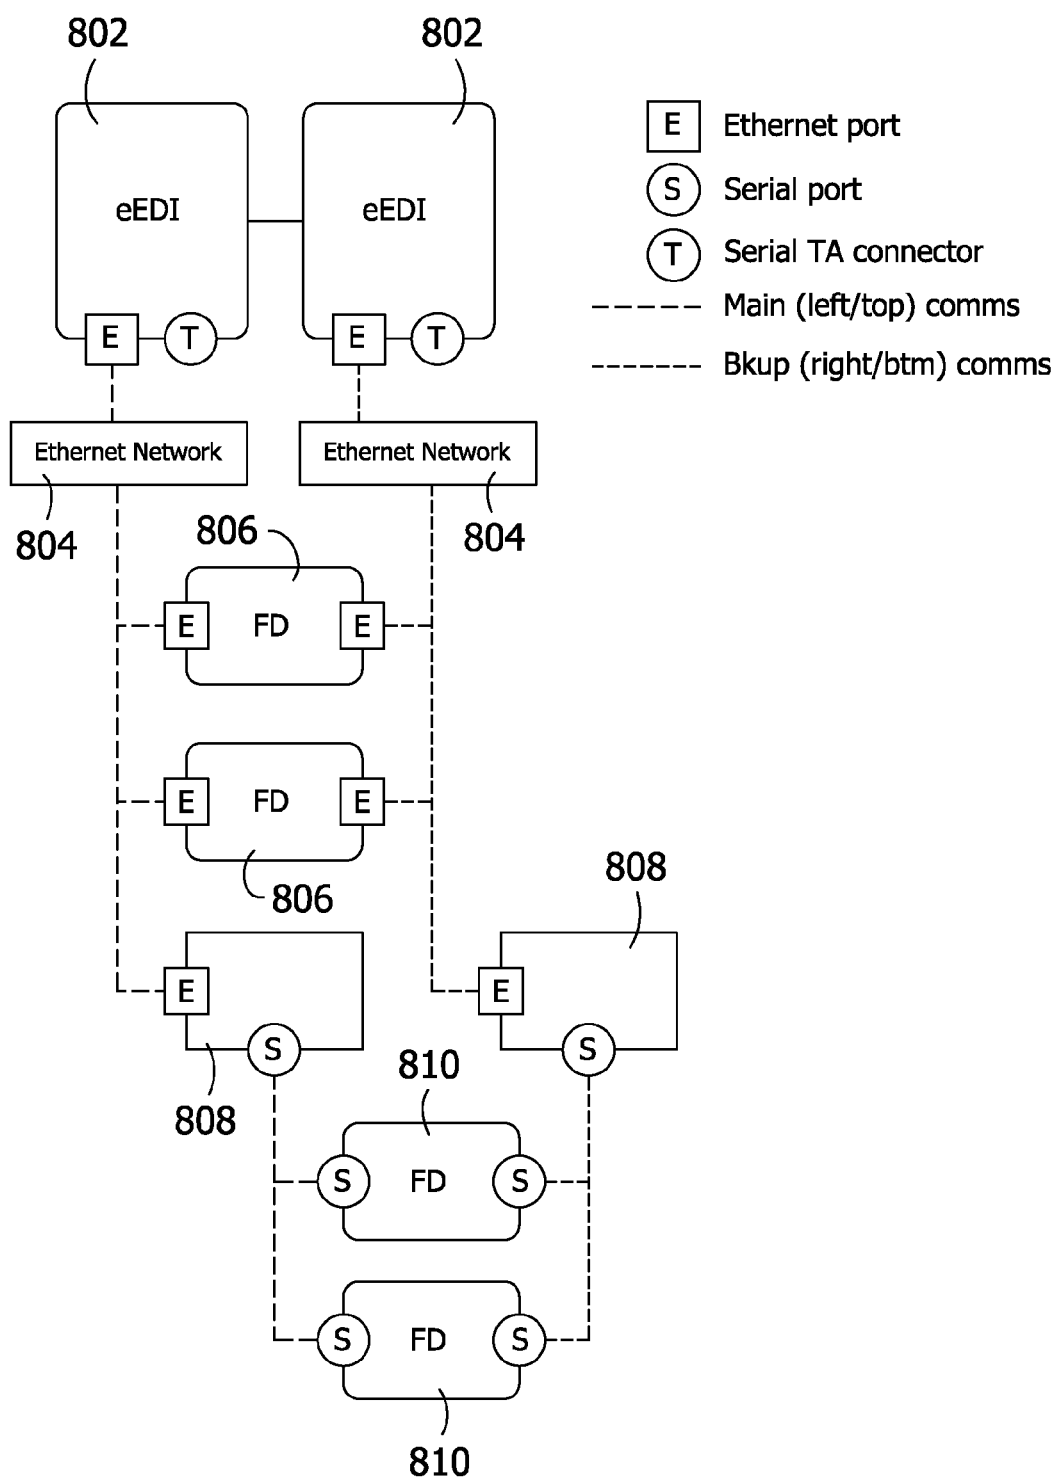 802 802
E Ethernet port
S Serial port
eEDI eEDI
T Serial TA connector
Main (left/top) comms
E T E T
Bkup (right/btm) comms
Ethernet Network Ethernet Network
804 806 804
E FD E
E FD E
806
808
E E
S S
808 810
S FD S
S FD S
810